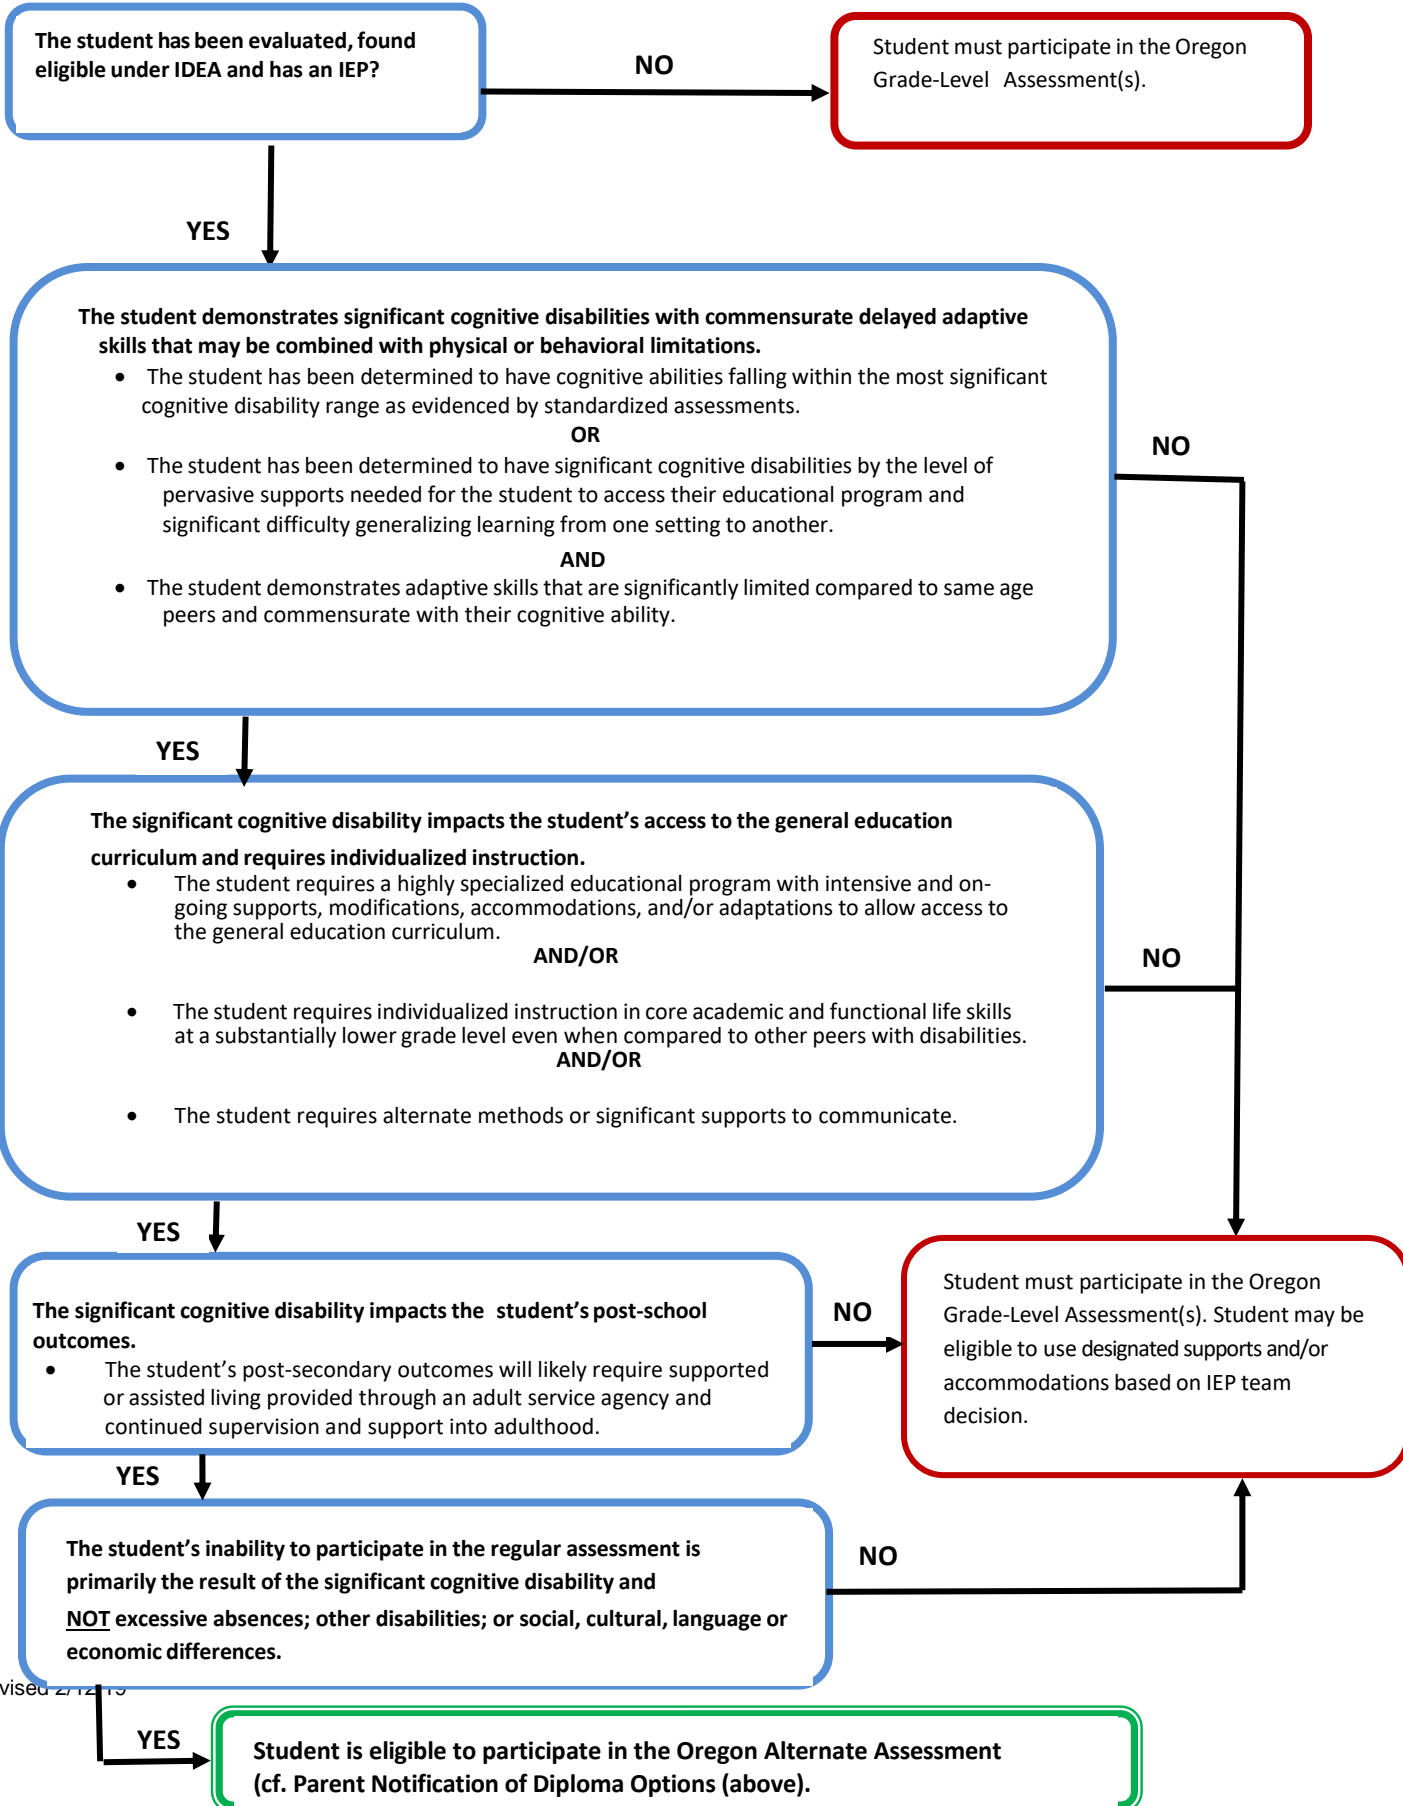 The student has been evaluated, found
eligible under IDEA and has an IEP?
NO
Student must participate in the Oregon
Grade-Level Assessment(s).
YES
The student demonstrates significant cognitive disabilities with commensurate delayed adaptive
skills that may be combined with physical or behavioral limitations.
• The student has been determined to have cognitive abilities falling within the most significant
cognitive disability range as evidenced by standardized assessments.
OR
• The student has been determined to have significant cognitive disabilities by the level of
pervasive supports needed for the student to access their educational program and
significant difficulty generalizing learning from one setting to another.
AND
• The student demonstrates adaptive skills that are significantly limited compared to same age
peers and commensurate with their cognitive ability.
NO
YES
The significant cognitive disability impacts the student’s access to the general education
curriculum and requires individualized instruction.
• The student requires a highly specialized educational program with intensive and on-
going supports, modifications, accommodations, and/or adaptations to allow access to
the general education curriculum.
AND/OR
• The student requires individualized instruction in core academic and functional life skills
at a substantially lower grade level even when compared to other peers with disabilities.
AND/OR
• The student requires alternate methods or significant supports to communicate.
NO
YES
The significant cognitive disability impacts the student’s post-school
outcomes.
• The student’s post-secondary outcomes will likely require supported
or assisted living provided through an adult service agency and
continued supervision and support into adulthood.
NO
Student must participate in the Oregon
Grade-Level Assessment(s). Student may be
eligible to use designated supports and/or
accommodations based on IEP team
decision.
YES
The student’s inability to participate in the regular assessment is
primarily the result of the significant cognitive disability and
NOT excessive absences; other disabilities; or social, cultural, language or
economic differences.
NO
vised 2/12/19
YES
Student is eligible to participate in the Oregon Alternate Assessment
(cf. Parent Notification of Diploma Options (above).